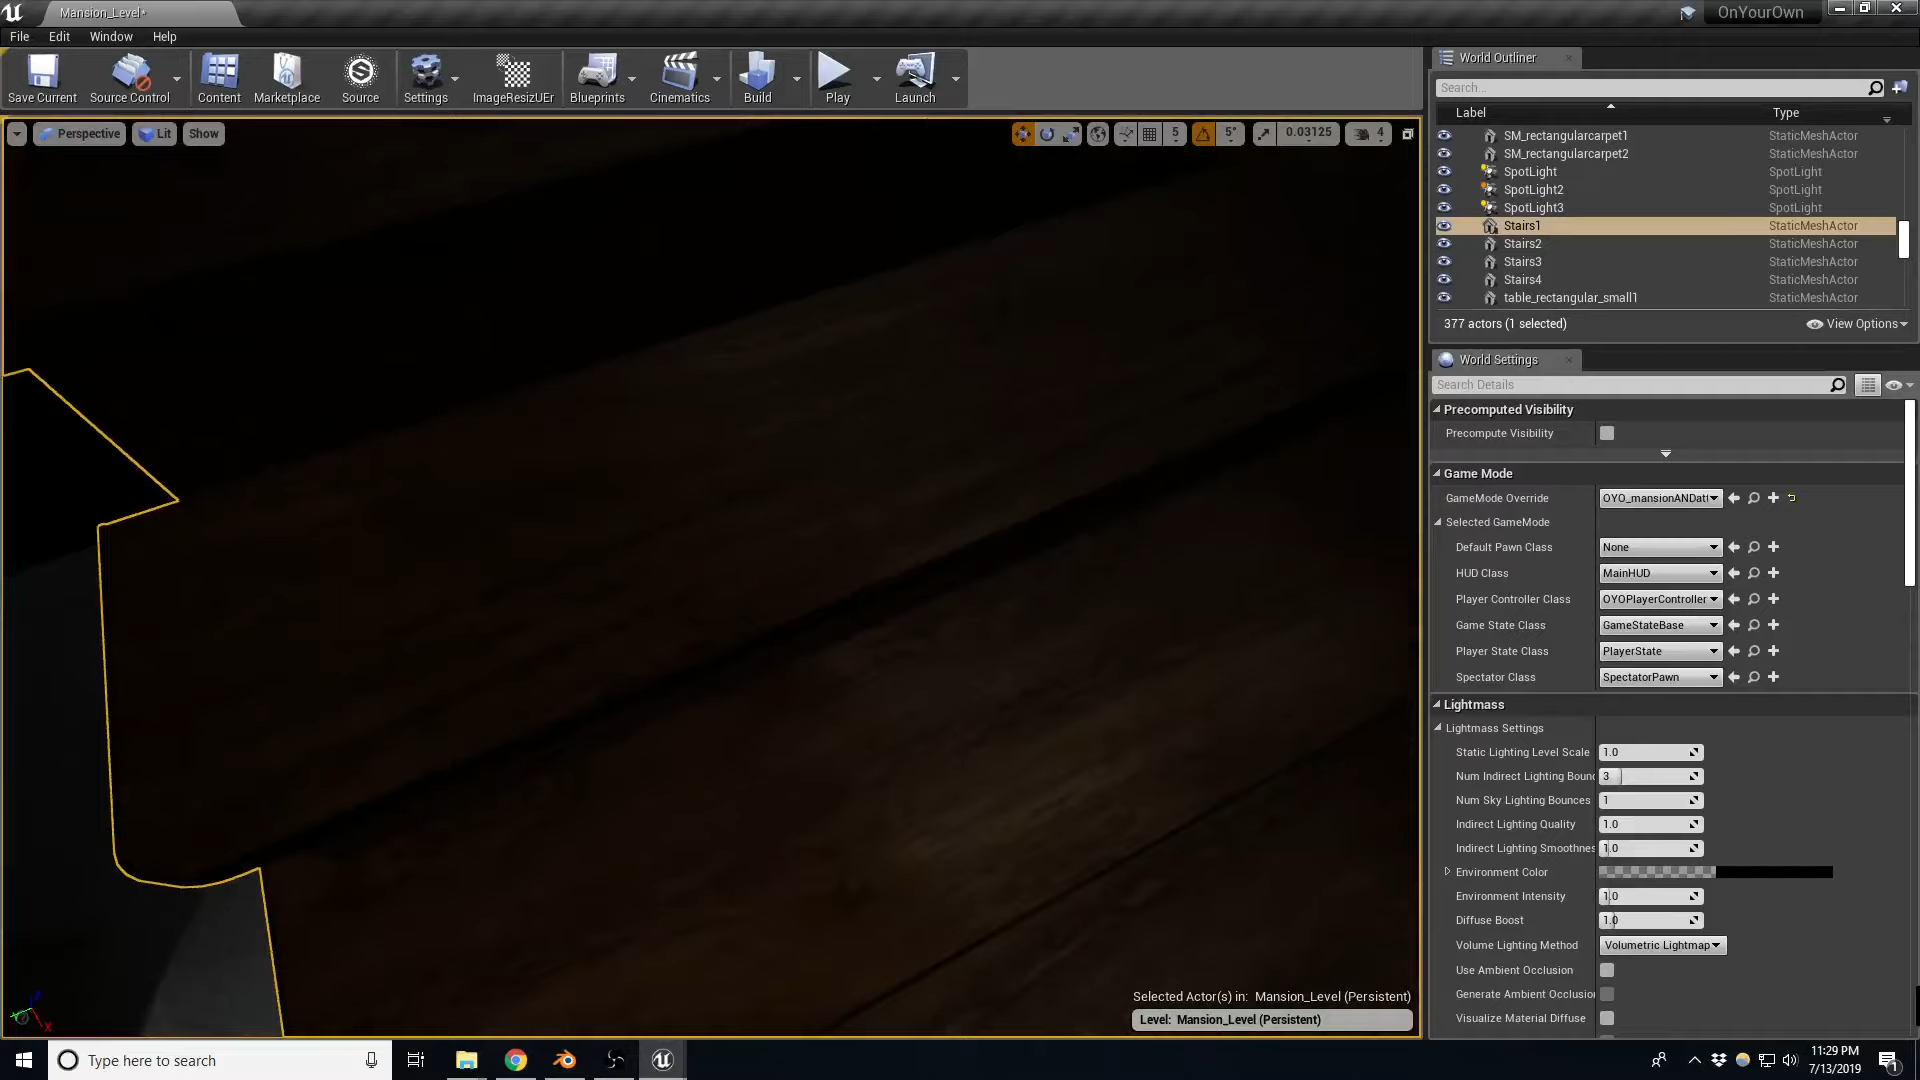 Mansion_Level*
OnYourOwn
File Edit Window Help
Save Current
Source Control
Content
Marketplace
Source
Settings
ImageResizUEr
Blueprints
Cinematics
Build
Play
Launch
Perspective
Lit
Show
5
5°
0.03125
4
World Outliner
Search...
Label Type
SM_rectangularcarpet1 StaticMeshActor
SM_rectangularcarpet2 StaticMeshActor
SpotLight SpotLight
SpotLight2 SpotLight
SpotLight3 SpotLight
Stairs1 StaticMeshActor
Stairs2 StaticMeshActor
Stairs3 StaticMeshActor
Stairs4 StaticMeshActor
table_rectangular_small1 StaticMeshActor
377 actors (1 selected) View Options
World Settings
Search Details
Precomputed Visibility
Precompute Visibility
Game Mode
GameMode Override OYO_mansionANDatt
Selected GameMode
Default Pawn Class None
HUD Class MainHUD
Player Controller Class OYOPlayerController
Game State Class GameStateBase
Player State Class PlayerState
Spectator Class SpectatorPawn
Lightmass
Lightmass Settings
Static Lighting Level Scale 1.0
Num Indirect Lighting Bounc 3
Num Sky Lighting Bounces 1
Indirect Lighting Quality 1.0
Indirect Lighting Smoothnes 1.0
Environment Color
Environment Intensity 1.0
Diffuse Boost 1.0
Volume Lighting Method Volumetric Lightmap
Use Ambient Occlusion
Generate Ambient Occlusion
Visualize Material Diffuse
Selected Actor(s) in: Mansion_Level (Persistent)
Level: Mansion_Level (Persistent)
Type here to search
11:29 PM
7/13/2019
1